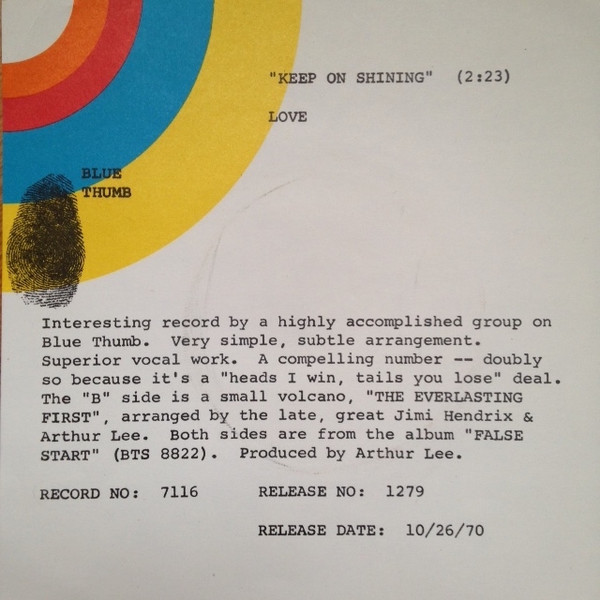 "KEEP ON SHINING" (2:23)
LOVE
BLUE
THUMB
Interesting record by a highly accomplished group on
Blue Thumb. Very simple, subtle arrangement.
Superior vocal work. A compelling number -- doubly
so because it's a "heads I win, tails you lose" deal.
The "B" side is a small volcano, "THE EVERLASTING
FIRST", arranged by the late, great Jimi Hendrix &
Arthur Lee. Both sides are from the album "FALSE
START" (BTS 8822). Produced by Arthur Lee.
RECORD NO: 7116 RELEASE NO: 1279
RELEASE DATE: 10/26/70